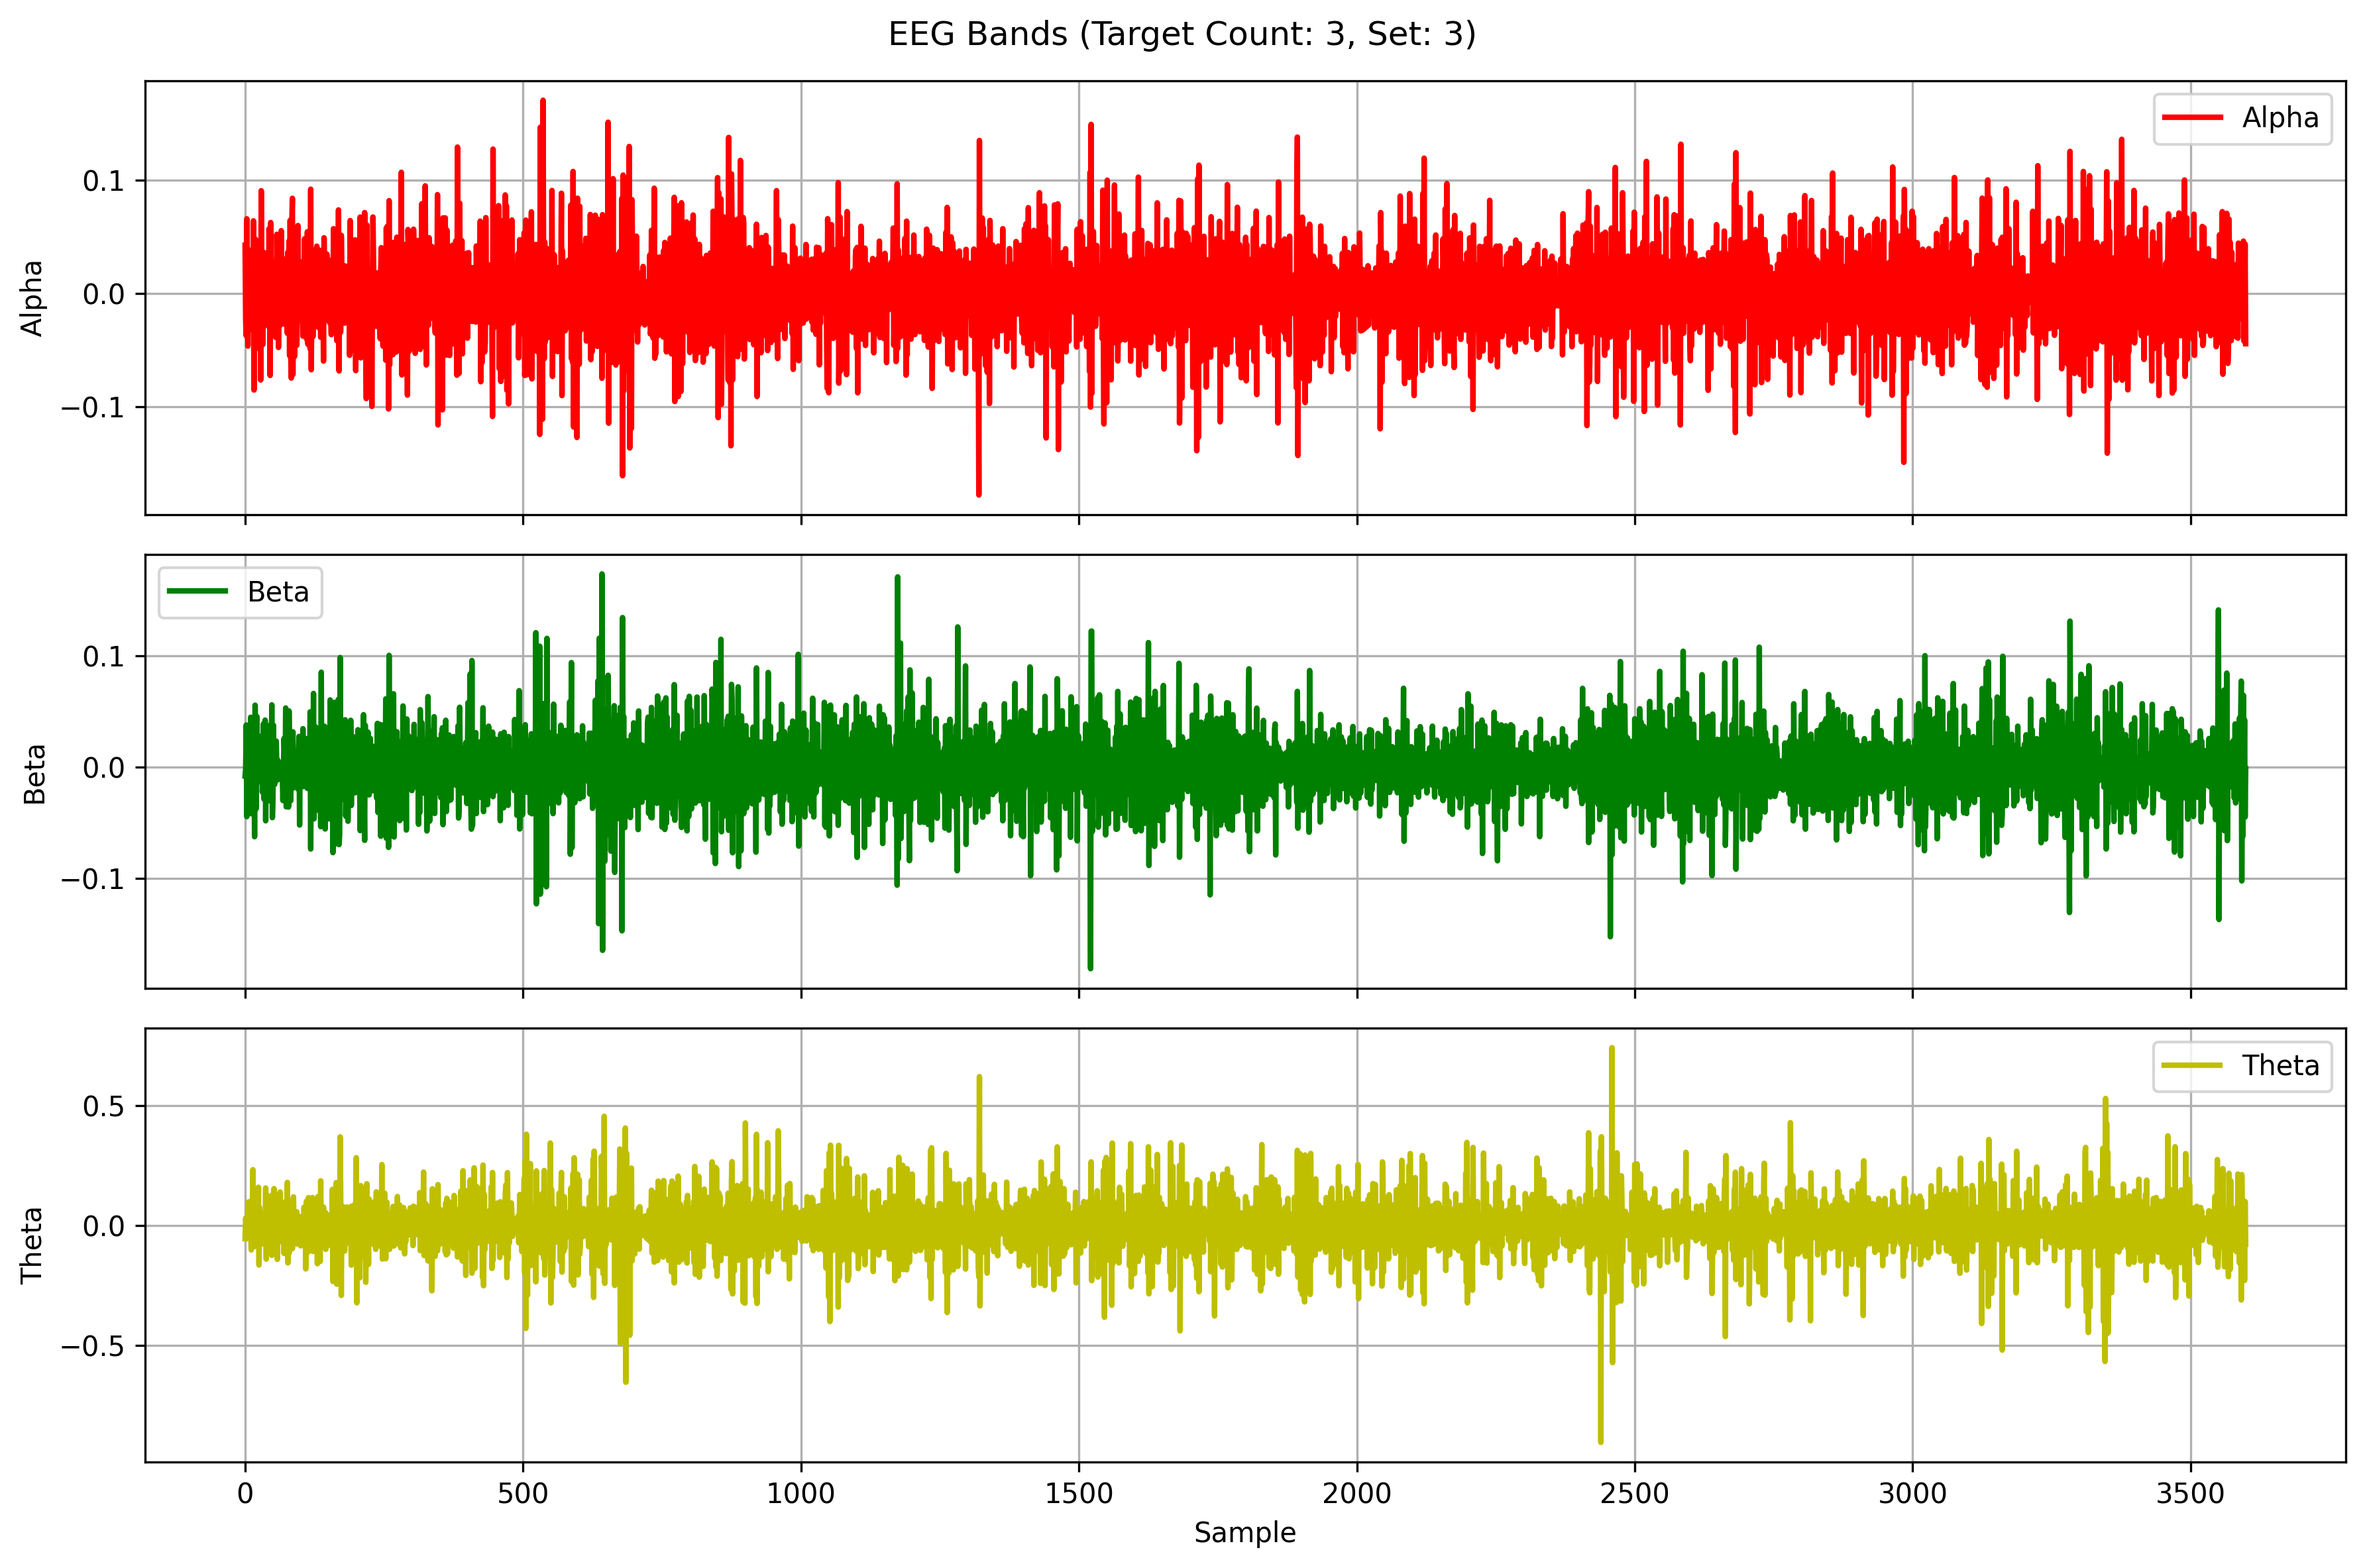 EEG Bands (Target Count: 3, Set: 3)
Alpha
0.1
0.0
−0.1
Alpha
Beta
0.1
0.0
−0.1
Beta
Theta
0.5
0.0
−0.5
Theta
0 500 1000 1500 2000 2500 3000 3500
Sample